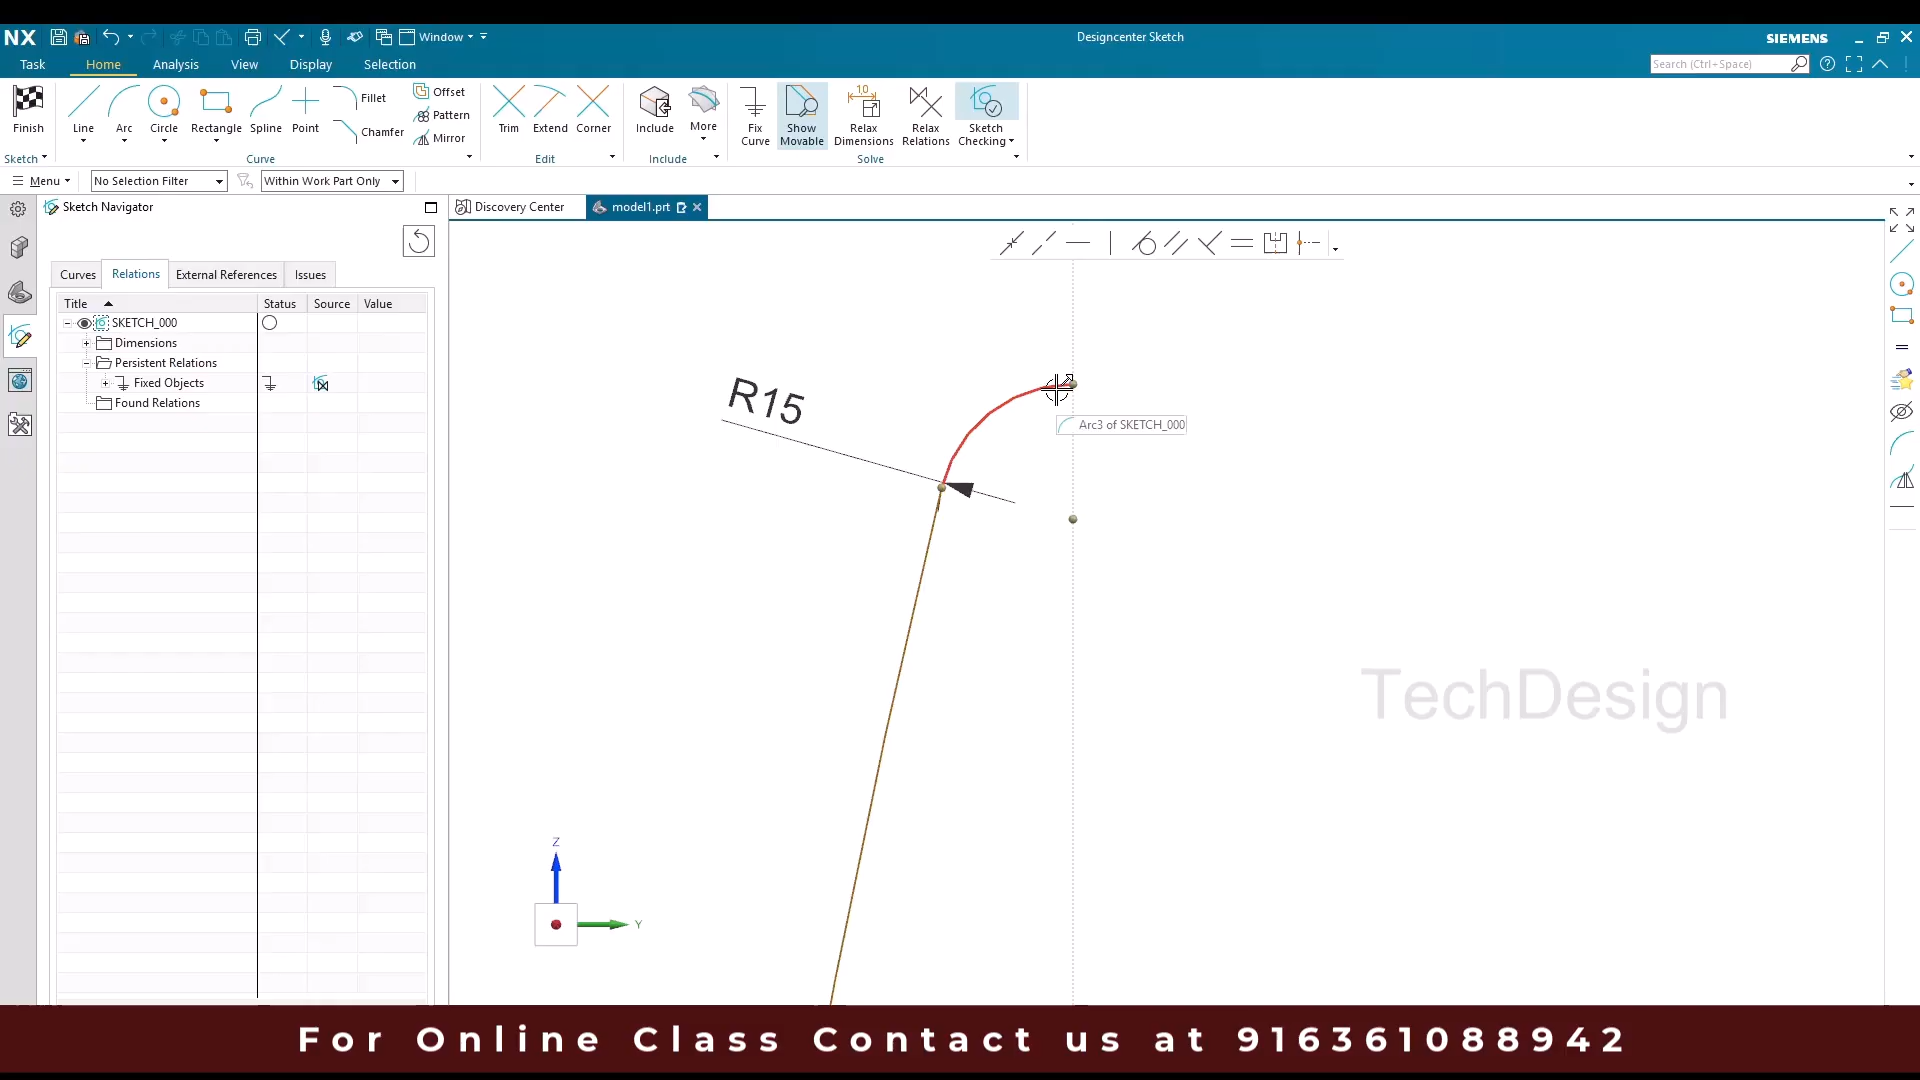 NX
Window
Designcenter Sketch
SIEMENS
Task
Home
Analysis
View
Display
Selection
Search (Ctrl+Space)
Finish
Line
Arc
Circle
Rectangle
Spline
Point
Fillet
Chamfer
Offset
Pattern
Mirror
Trim
Extend
Corner
Include
More
Fix Curve
Show Movable
1,0
Relax Dimensions
Relax Relations
Sketch Checking
Sketch
Curve
Edit
Include
Solve
Menu
No Selection Filter
Within Work Part Only
Sketch Navigator
Discovery Center
model1.prt
Curves
Relations
External References
Issues
Title
Status
Source
Value
SKETCH_000
Dimensions
Persistent Relations
Fixed Objects
Found Relations
R15
Arc3 of SKETCH_000
TechDesign
Z
Y
For Online Class Contact us at 916361088942